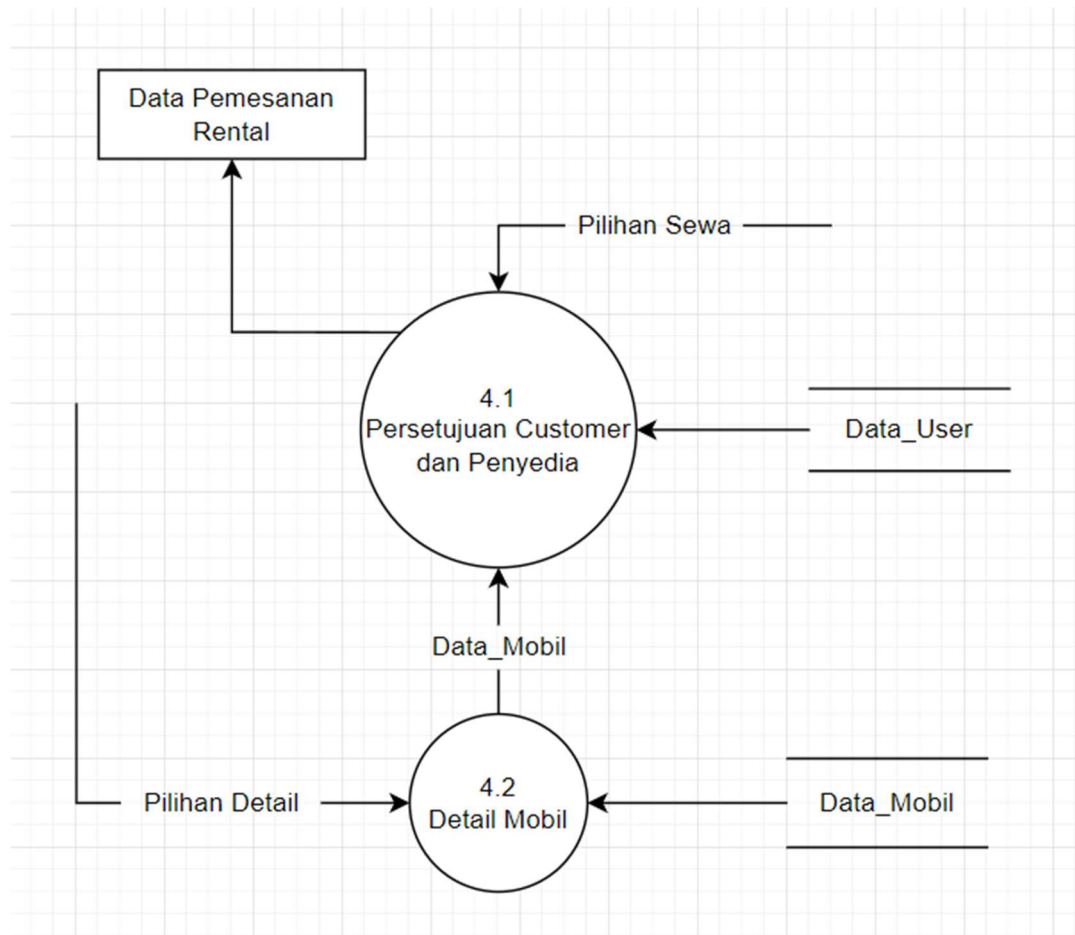 Data Pemesanan
Rental
Pilihan Sewa
4.1
Persetujuan Customer
dan Penyedia
Data_User
Data_Mobil
4.2
Detail Mobil
Pilihan Detail
Data_Mobil